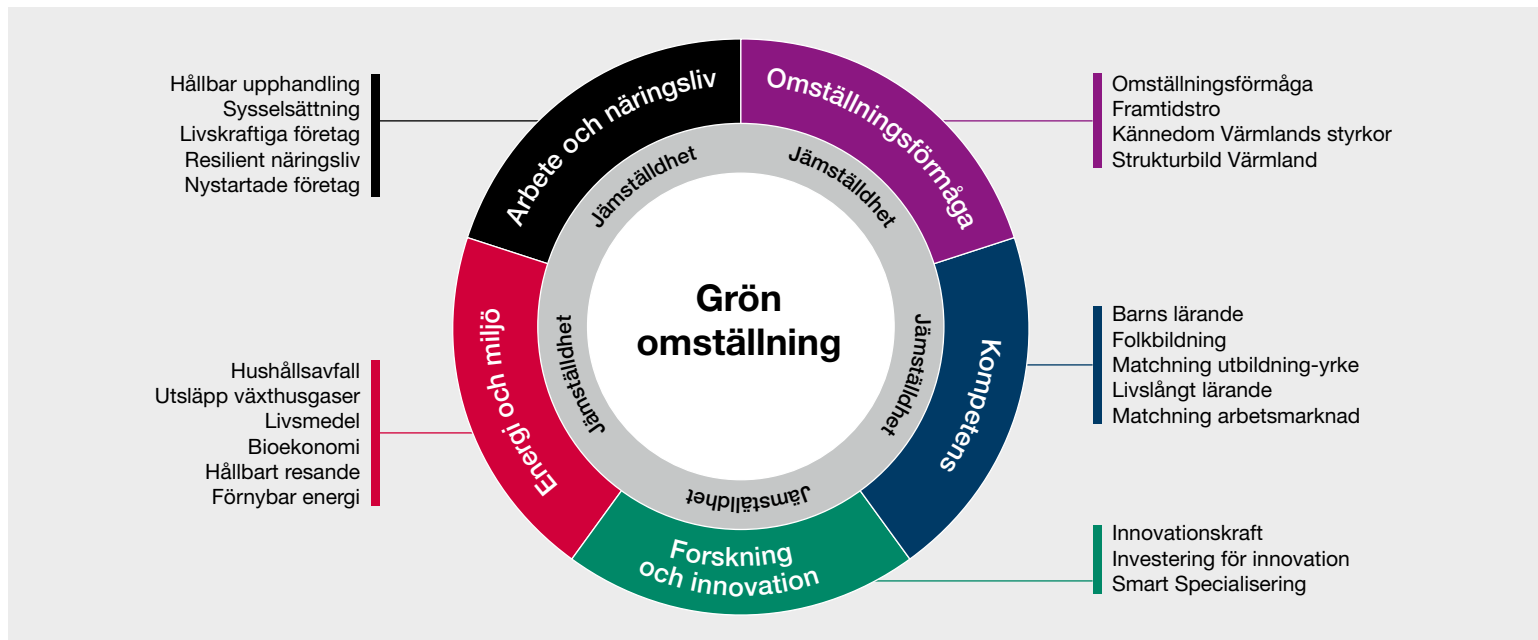 Hållbar upphandling
Sysselsättning
Livskraftiga företag
Resilient näringsliv
Nystartade företag
Arbete och näringsliv
Omställningsförmåga
Omställningsförmåga
Framtidstro
Kännedom Värmlands styrkor
Strukturbild Värmland
Jämställdhet
Jämställdhet
Grön
omställning
Hushållsavfall
Utsläpp växthusgaser
Livsmedel
Bioekonomi
Hållbart resande
Förnybar energi
Energi och miljö
Jämställdhet
Jämställdhet
Kompetens
Barns lärande
Folkbildning
Matchning utbildning-yrke
Livslångt lärande
Matchning arbetsmarknad
Jämställdhet
Forskning
och innovation
Innovationskraft
Investering för innovation
Smart Specialisering